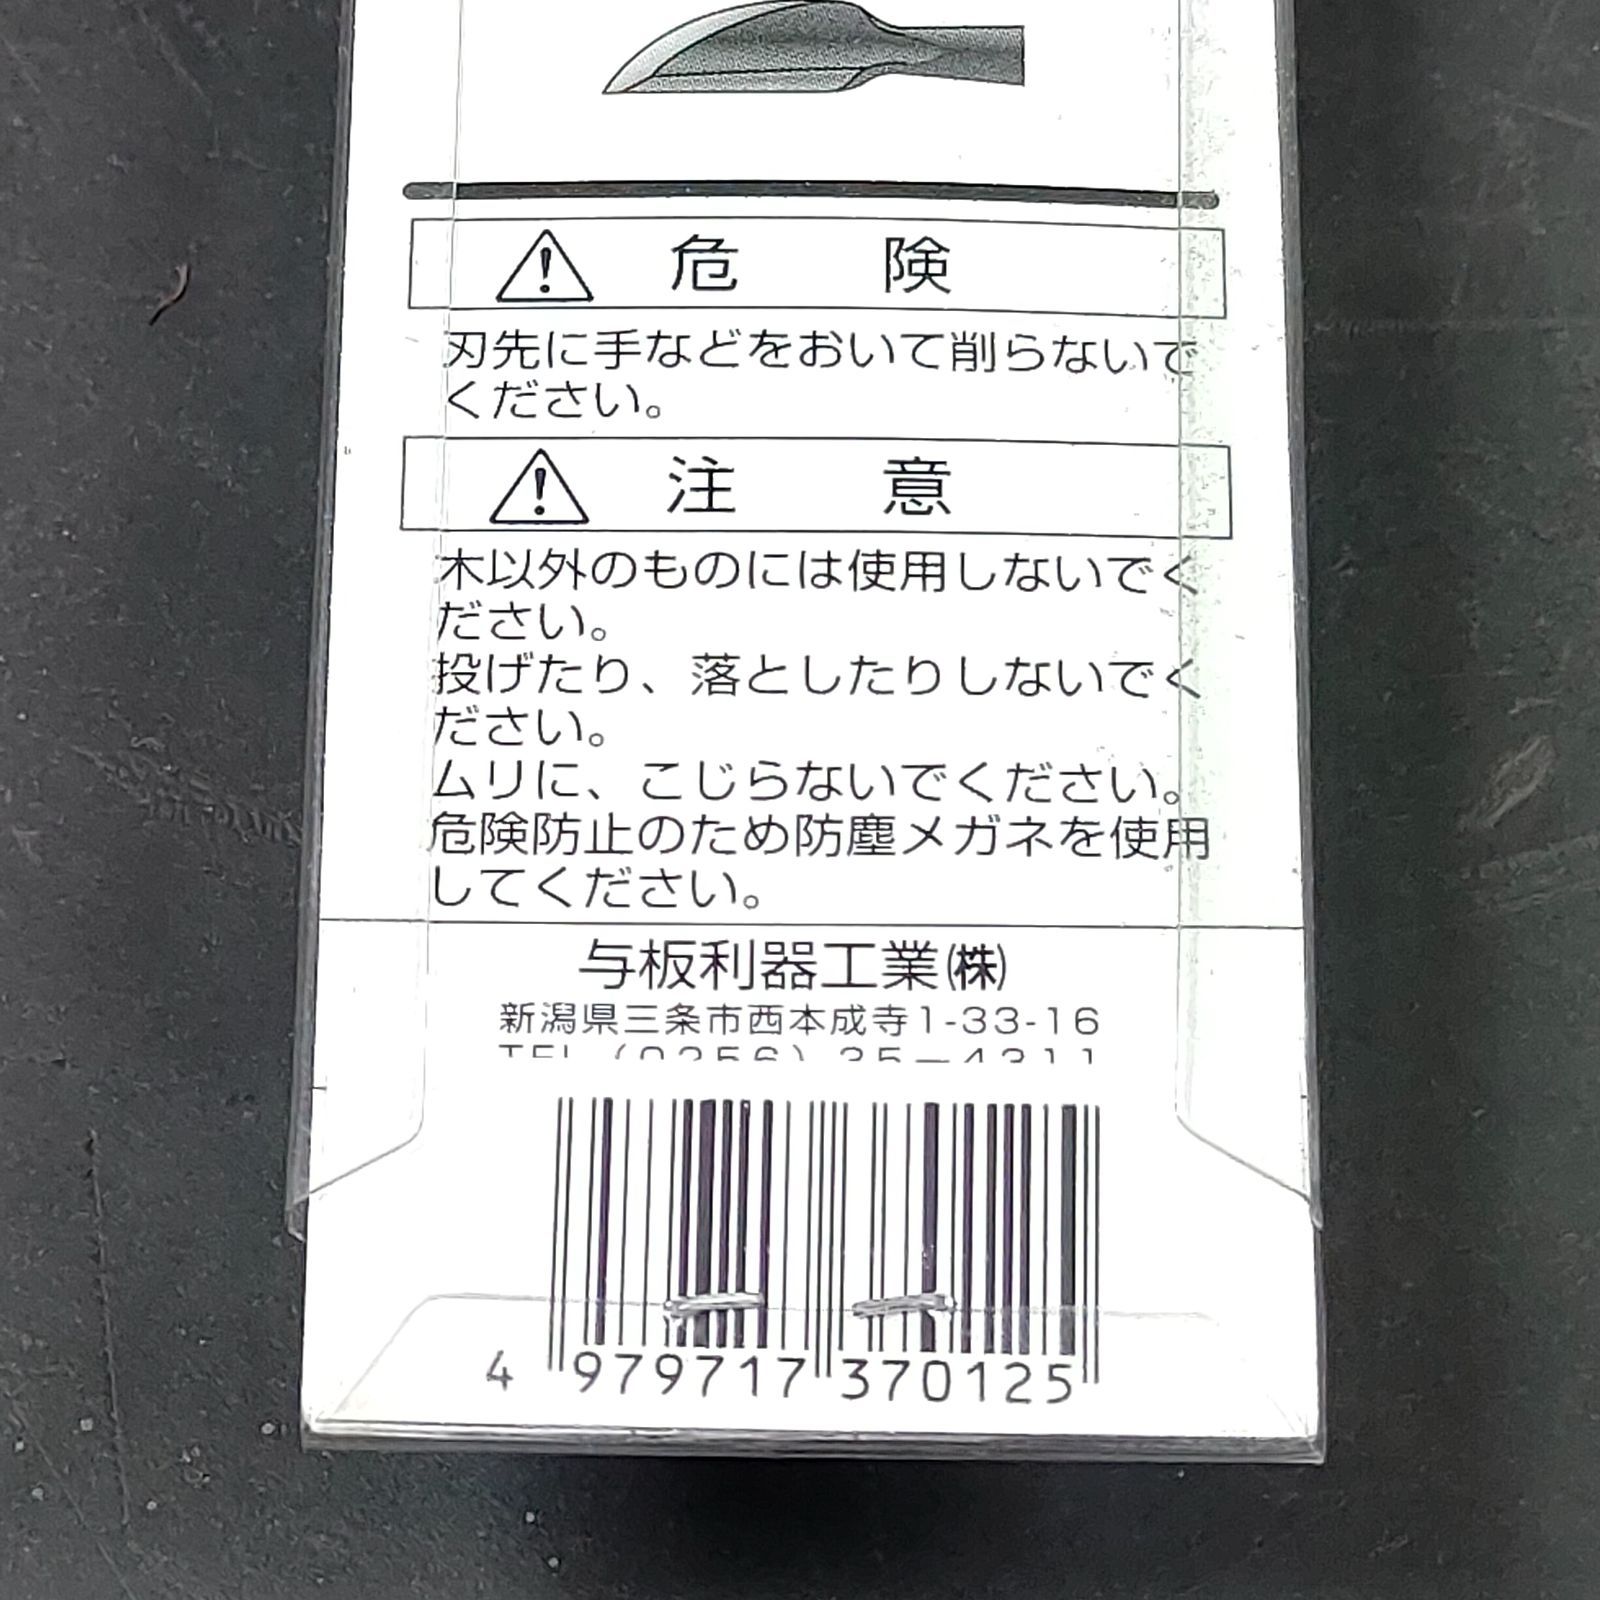 危 険
刃先に手などをおいて削らないで
ください。
注 意
木以外のものには使用しないでく
ださい。
投げたり、落としたりしないでく
ださい。
ムリに、こじらないでください。
危険防止のため防塵メガネを使用
してください。
与板利器工業㈱
新潟県三条市西本成寺1-33-16
TEL (0256) 35-4311
4 979717 370125